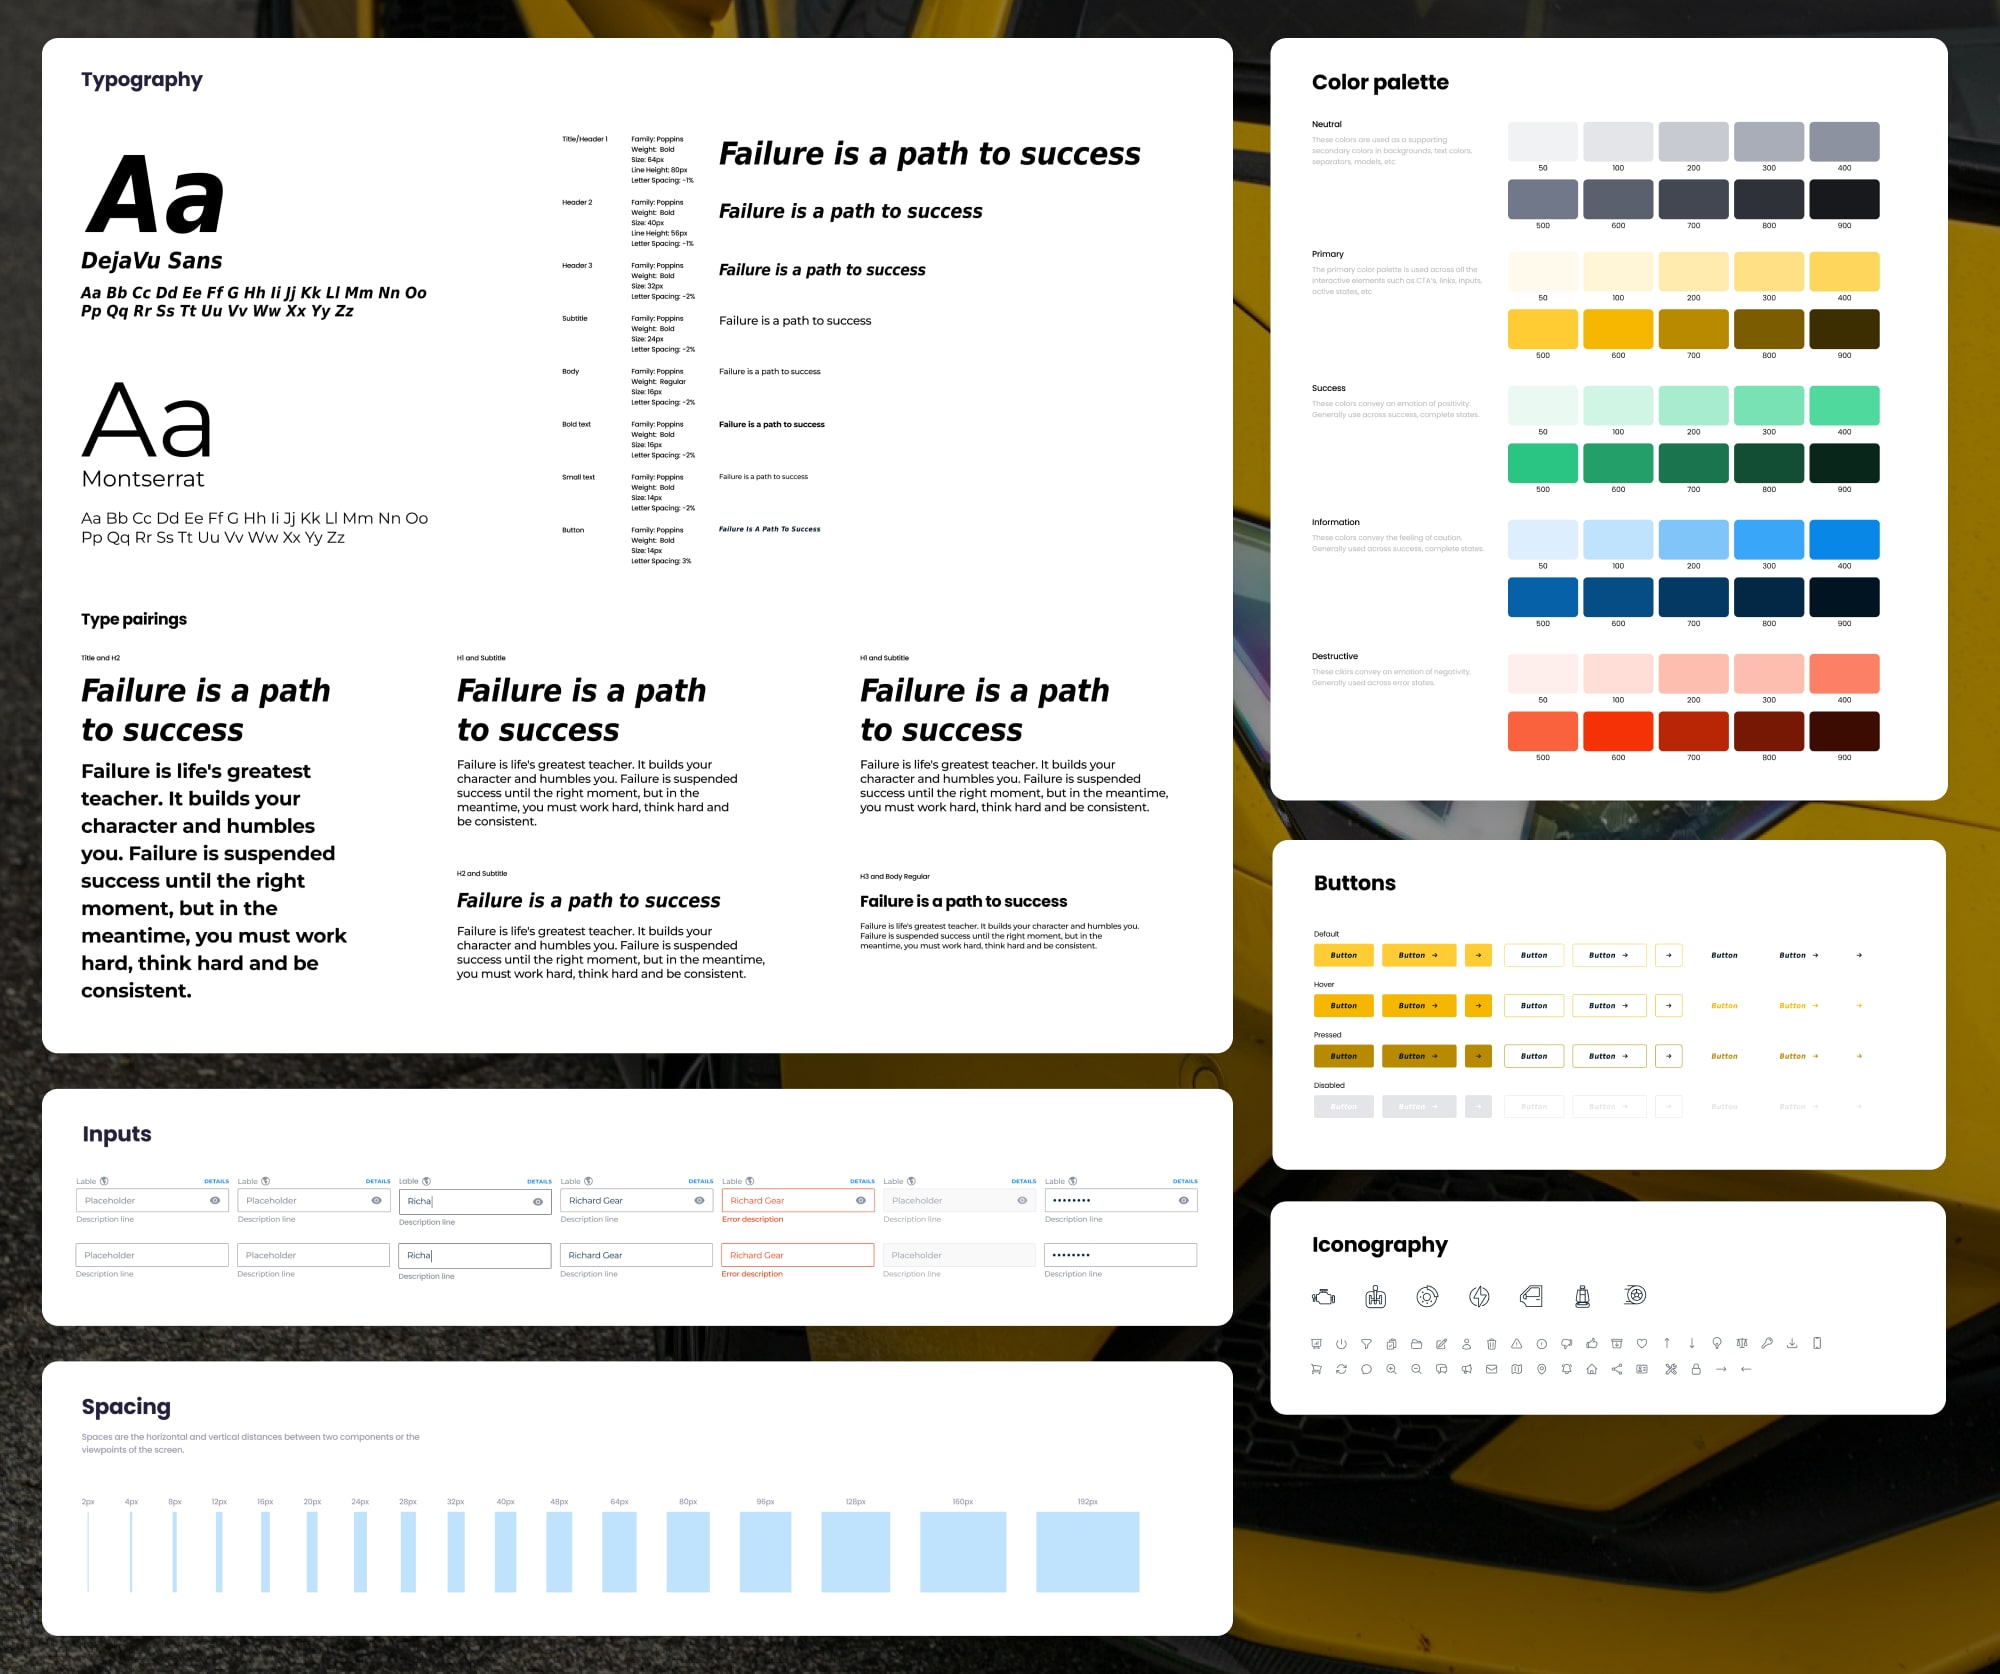 Typography
Aa
DejaVu Sans
Aa Bb Cc Dd Ee Ff G Hh Ii Jj Kk Ll Mm Nn Oo
Pp Qq Rr Ss Tt Uu Vv Ww Xx Yy Zz
Aa
Montserrat
Aa Bb Cc Dd Ee Ff G Hh Ii Jj Kk Ll Mm Nn Oo
Pp Qq Rr Ss Tt Uu Vv Ww Xx Yy Zz
Title/Header 1
Family: Poppins
Weight: Bold
Size: 64px
Line Height: 80px
Letter Spacing: -1%
Failure is a path to success
Header 2
Family: Poppins
Weight: Bold
Size: 40px
Line Height: 56px
Letter Spacing: -1%
Failure is a path to success
Header 3
Family: Poppins
Weight: Bold
Size: 32px
Letter Spacing: -2%
Failure is a path to success
Subtitle
Family: Poppins
Weight: Bold
Size: 24px
Letter Spacing: -2%
Failure is a path to success
Body
Family: Poppins
Weight: Regular
Size: 16px
Letter Spacing: -2%
Failure is a path to success
Bold text
Family: Poppins
Weight: Bold
Size: 16px
Letter Spacing: -2%
Failure is a path to success
Small text
Family: Poppins
Weight: Bold
Size: 14px
Letter Spacing: -2%
Failure is a path to success
Button
Family: Poppins
Weight: Bold
Size: 14px
Letter Spacing: 3%
Failure Is A Path To Success
Type pairings
Title and H2
Failure is a path
to success
Failure is life's greatest
teacher. It builds your
character and humbles
you. Failure is suspended
success until the right
moment, but in the
meantime, you must work
hard, think hard and be
consistent.
H1 and Subtitle
Failure is a path
to success
Failure is life's greatest teacher. It builds your
character and humbles you. Failure is suspended
success until the right moment, but in the
meantime, you must work hard, think hard and
be consistent.
H1 and Subtitle
Failure is a path
to success
Failure is life's greatest teacher. It builds your
character and humbles you. Failure is suspended
success until the right moment, but in the meantime,
you must work hard, think hard and be consistent.
H2 and Subtitle
Failure is a path to success
Failure is life's greatest teacher. It builds your
character and humbles you. Failure is suspended
success until the right moment, but in the meantime,
you must work hard, think hard and be consistent.
H3 and Body Regular
Failure is a path to success
Failure is life's greatest teacher. It builds your character and humbles you.
Failure is suspended success until the right moment, but in the
meantime, you must work hard, think hard and be consistent.
Inputs
Lable DETAILS Lable DETAILS Lable DETAILS Lable DETAILS Lable DETAILS Lable DETAILS Lable DETAILS
Placeholder Placeholder Richa Richard Gear Richard Gear Placeholder ••••••••
Description line Description line Description line Description line Error description Description line Description line
Placeholder Placeholder Richa Richard Gear Richard Gear Placeholder ••••••••
Description line Description line Description line Description line Error description Description line Description line
Spacing
Spaces are the horizontal and vertical distances between two components or the
viewpoints of the screen.
2px 4px 8px 12px 16px 20px 24px 28px 32px 40px 48px 64px 80px 96px 128px 160px 192px
Color palette
Neutral
These colors are used as a supporting
secondary colors in backgrounds, text colors,
separators, models, etc
50 100 200 300 400
500 600 700 800 900
Primary
The primary color palette is used across all the
interactive elements such as CTA's, links, inputs,
active states, etc
50 100 200 300 400
500 600 700 800 900
Success
These colors convey an emotion of positivity.
Generally use across success, complete states.
50 100 200 300 400
500 600 700 800 900
Information
These colors convey the feeling of caution.
Generally used across success, complete states.
50 100 200 300 400
500 600 700 800 900
Destructive
These clklrs convey an emotion of negativity.
Generally used across error states.
50 100 200 300 400
500 600 700 800 900
Buttons
Default
Button Button → → Button Button → → Button Button → →
Hover
Button Button → → Button Button → → Button Button → →
Pressed
Button Button → → Button Button → → Button Button → →
Disabled
Button Button → → Button Button → → Button Button → →
Iconography